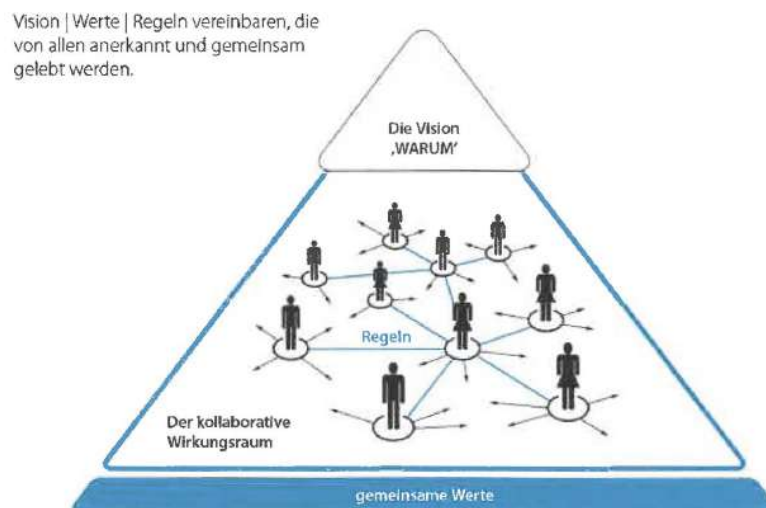 Vision | Werte | Regeln vereinbaren, die
von allen anerkannt und gemeinsam
gelebt werden.
Die Vision
‚WARUM'
Regeln
Der kollaborative
Wirkungsraum
gemeinsame Werte